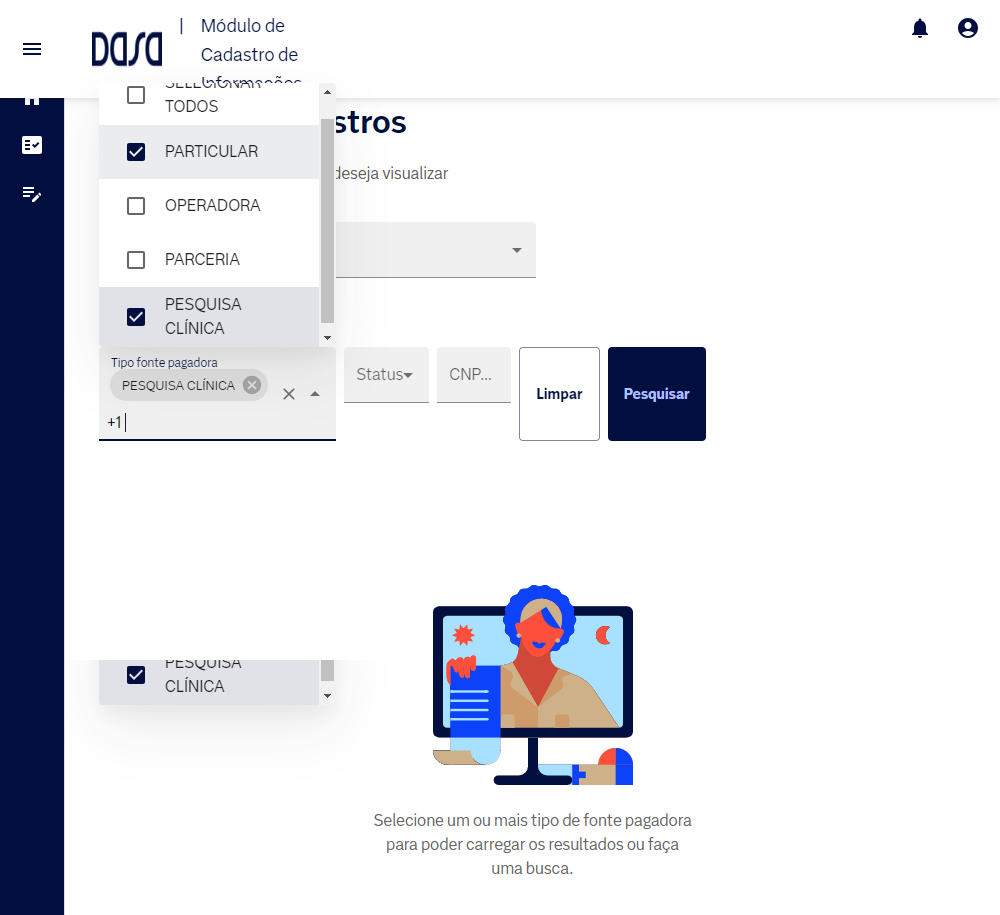 Dasa
|
Módulo de
Cadastro de
Informações
SELECIONAR
TODOS
stros
PARTICULAR
deseja visualizar
OPERADORA
PARCERIA
PESQUISA
CLÍNICA
Tipo fonte pagadora
PESQUISA CLÍNICA
+1
Status
CNP...
Limpar
Pesquisar
PESQUISA
CLÍNICA
Selecione um ou mais tipo de fonte pagadora
para poder carregar os resultados ou faça
uma busca.